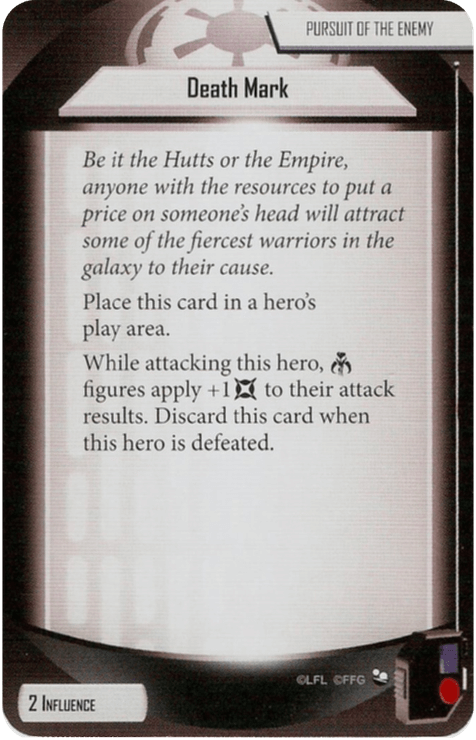 PURSUIT OF THE ENEMY
Death Mark
Be it the Hutts or the Empire,
anyone with the resources to put a
price on someone's head will attract
some of the fiercest warriors in the
galaxy to their cause.
Place this card in a hero's
play area.
While attacking this hero,
figures apply +1 to their attack
results. Discard this card when
this hero is defeated.
©LFL ©FFG
2 INFLUENCE